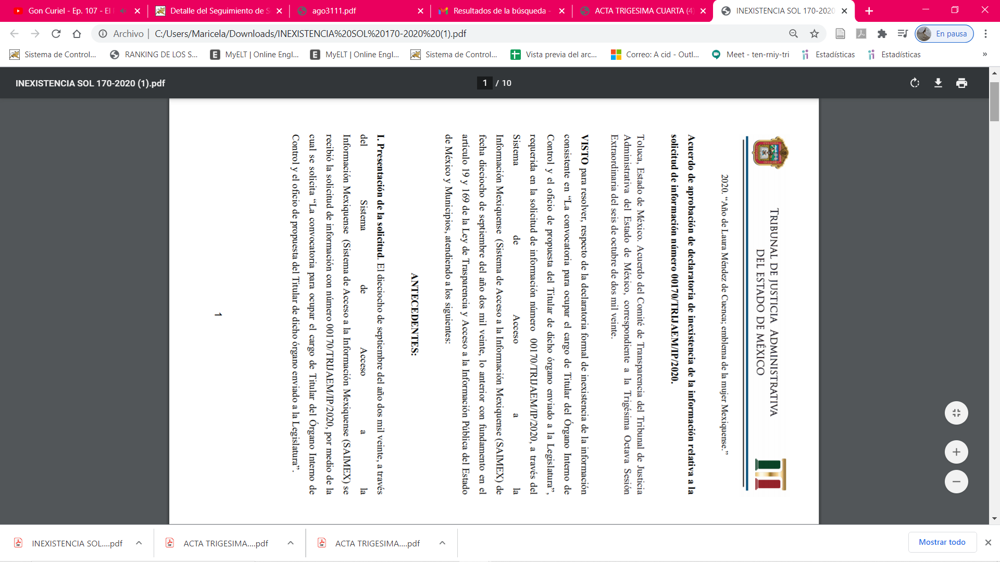 Gon Curiel - Ep. 107 - El
Detalle del Seguimiento de S
ago3111.pdf
Resultados de la búsqueda -
ACTA TRIGESIMA CUARTA (4)
INEXISTENCIA SOL 170-2020
Archivo
C:/Users/Maricela/Downloads/INEXISTENCIA%20SOL%20170-2020%20(1).pdf
En pausa
Sistema de Control...
RANKING DE LOS S...
MyELT | Online Engl...
MyELT | Online Engl...
Sistema de Control...
Vista previa del arc...
Correo: A cid - Outl...
Meet - ten-rniy-tri
Estadísticas
Estadísticas
»
INEXISTENCIA SOL 170-2020 (1).pdf
1 / 10
TRIBUNAL DE JUSTICIA ADMINISTRATIVA
DEL ESTADO DE MÉXICO
2020. “Año de Laura Méndez de Cuenca; emblema de la mujer Mexiquense.”
Acuerdo de aprobación de declaratoria de inexistencia de la información relativa a la
solicitud de información número 00170/TRIJAEM/IP/2020.
Toluca, Estado de México. Acuerdo del Comité de Transparencia del Tribunal de Justicia
Administrativa del Estado de México, correspondiente a la Trigésima Octava Sesión
Extraordinaria del seis de octubre de dos mil veinte.
VISTO para resolver, respecto de la declaratoria formal de inexistencia de la información
consistente en “La convocatoria para ocupar el cargo de Titular del Órgano Interno de
Control y el oficio de propuesta del Titular de dicho órgano enviado a la Legislatura”,
requerida en la solicitud de información número 00170/TRIJAEM/IP/2020, a través del
Sistema de Acceso a la
Información Mexiquense (Sistema de Acceso a la Información Mexiquense (SAIMEX) de
fecha dieciocho de septiembre del año dos mil veinte, lo anterior con fundamento en el
artículo 19 y 169 de la Ley de Trasparencia y Acceso a la Información Pública del Estado
de México y Municipios, atendiendo a los siguientes:
ANTECEDENTES:
I. Presentación de la solicitud. El dieciocho de septiembre del año dos mil veinte, a través
del Sistema de Acceso a la
Información Mexiquense (Sistema de Acceso a la Información Mexiquense (SAIMEX) se
recibió la solicitud de información con número 00170/TRIJAEM/IP/2020, por medio de la
cual se solicita “La convocatoria para ocupar el cargo de Titular del Órgano Interno de
Control y el oficio de propuesta del Titular de dicho órgano enviado a la Legislatura”.
1
INEXISTENCIA SOL....pdf
ACTA TRIGESIMA....pdf
ACTA TRIGESIMA....pdf
Mostrar todo